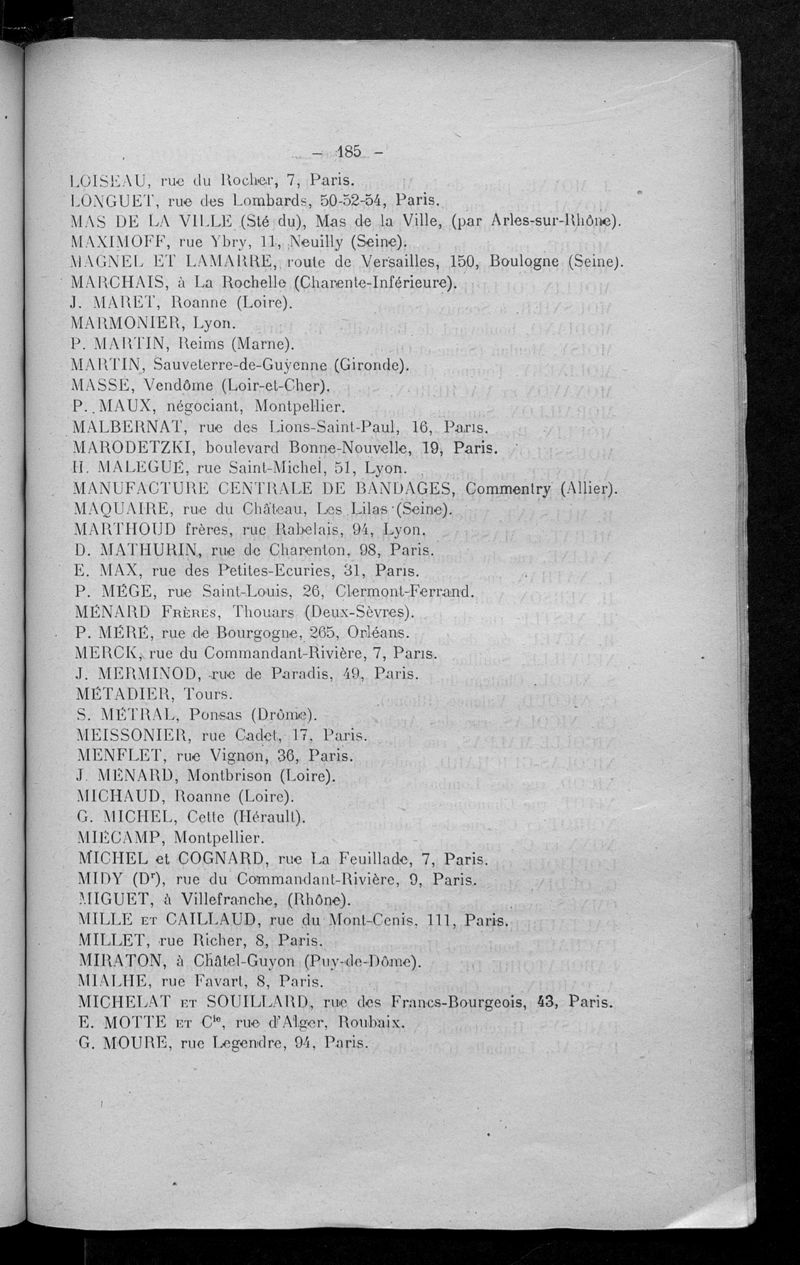 — 185 —
LOISEAU, rue du Rocher, 7, Paris.
LONGUET, rue des Lombards, 50-52-54, Paris.
MAS DE LA VILLE (Sté du), Mas de la Ville, (par Arles-sur-Rhône).
MAXIMOFF, rue Ybry, 11, Neuilly (Seine).
MAGNEL ET LAMARRE, route de Versailles, 150, Boulogne (Seine).
MARCHAIS, à La Rochelle (Charente-Inférieure).
J. MARET, Roanne (Loire).
MARMONIER, Lyon.
P. MARTIN, Reims (Marne).
MARTIN, Sauveterre-de-Guyenne (Gironde).
MASSE, Vendôme (Loir-et-Cher).
P. MAUX, négociant, Montpellier.
MALBERNAT, rue des Lions-Saint-Paul, 16, Paris.
MARODETZKI, boulevard Bonne-Nouvelle, 19, Paris.
H. MALEGUÉ, rue Saint-Michel, 51, Lyon.
MANUFACTURE CENTRALE DE BANDAGES, Commentry (Allier).
MAQUAIRE, rue du Château, Les Lilas (Seine).
MARTHOUD frères, rue Rabelais, 94, Lyon.
D. MATHURIN, rue de Charenton, 98, Paris.
E. MAX, rue des Petites-Ecuries, 31, Paris.
P. MÉGE, rue Saint-Louis, 26, Clermont-Ferrand.
MÉNARD FRÈRES, Thouars (Deux-Sèvres).
P. MÉRÉ, rue de Bourgogne, 265, Orléans.
MERCK, rue du Commandant-Rivière, 7, Paris.
J. MERMINOD, rue de Paradis, 49, Paris.
MÉTADIER, Tours.
S. MÉTRAL, Ponsas (Drôme).
MEISSONIER, rue Cadet, 17, Paris.
MENFLET, rue Vignon, 36, Paris.
J. MÉNARD, Montbrison (Loire).
MICHAUD, Roanne (Loire).
G. MICHEL, Cette (Hérault).
MIÉCAMP, Montpellier.
MICHEL et COGNARD, rue La Feuillade, 7, Paris.
MIDY (Dʳ), rue du Commandant-Rivière, 9, Paris.
MIGUET, à Villefranche, (Rhône).
MILLE ET CAILLAUD, rue du Mont-Cenis, 111, Paris.
MILLET, rue Richer, 8, Paris.
MIRATON, à Châtel-Guyon (Puy-de-Dôme).
MIALHE, rue Favart, 8, Paris.
MICHELAT ET SOUILLARD, rue des Francs-Bourgeois, 43, Paris.
E. MOTTE ET Cⁱᵉ, rue d'Alger, Roubaix.
G. MOURE, rue Legendre, 94, Paris.